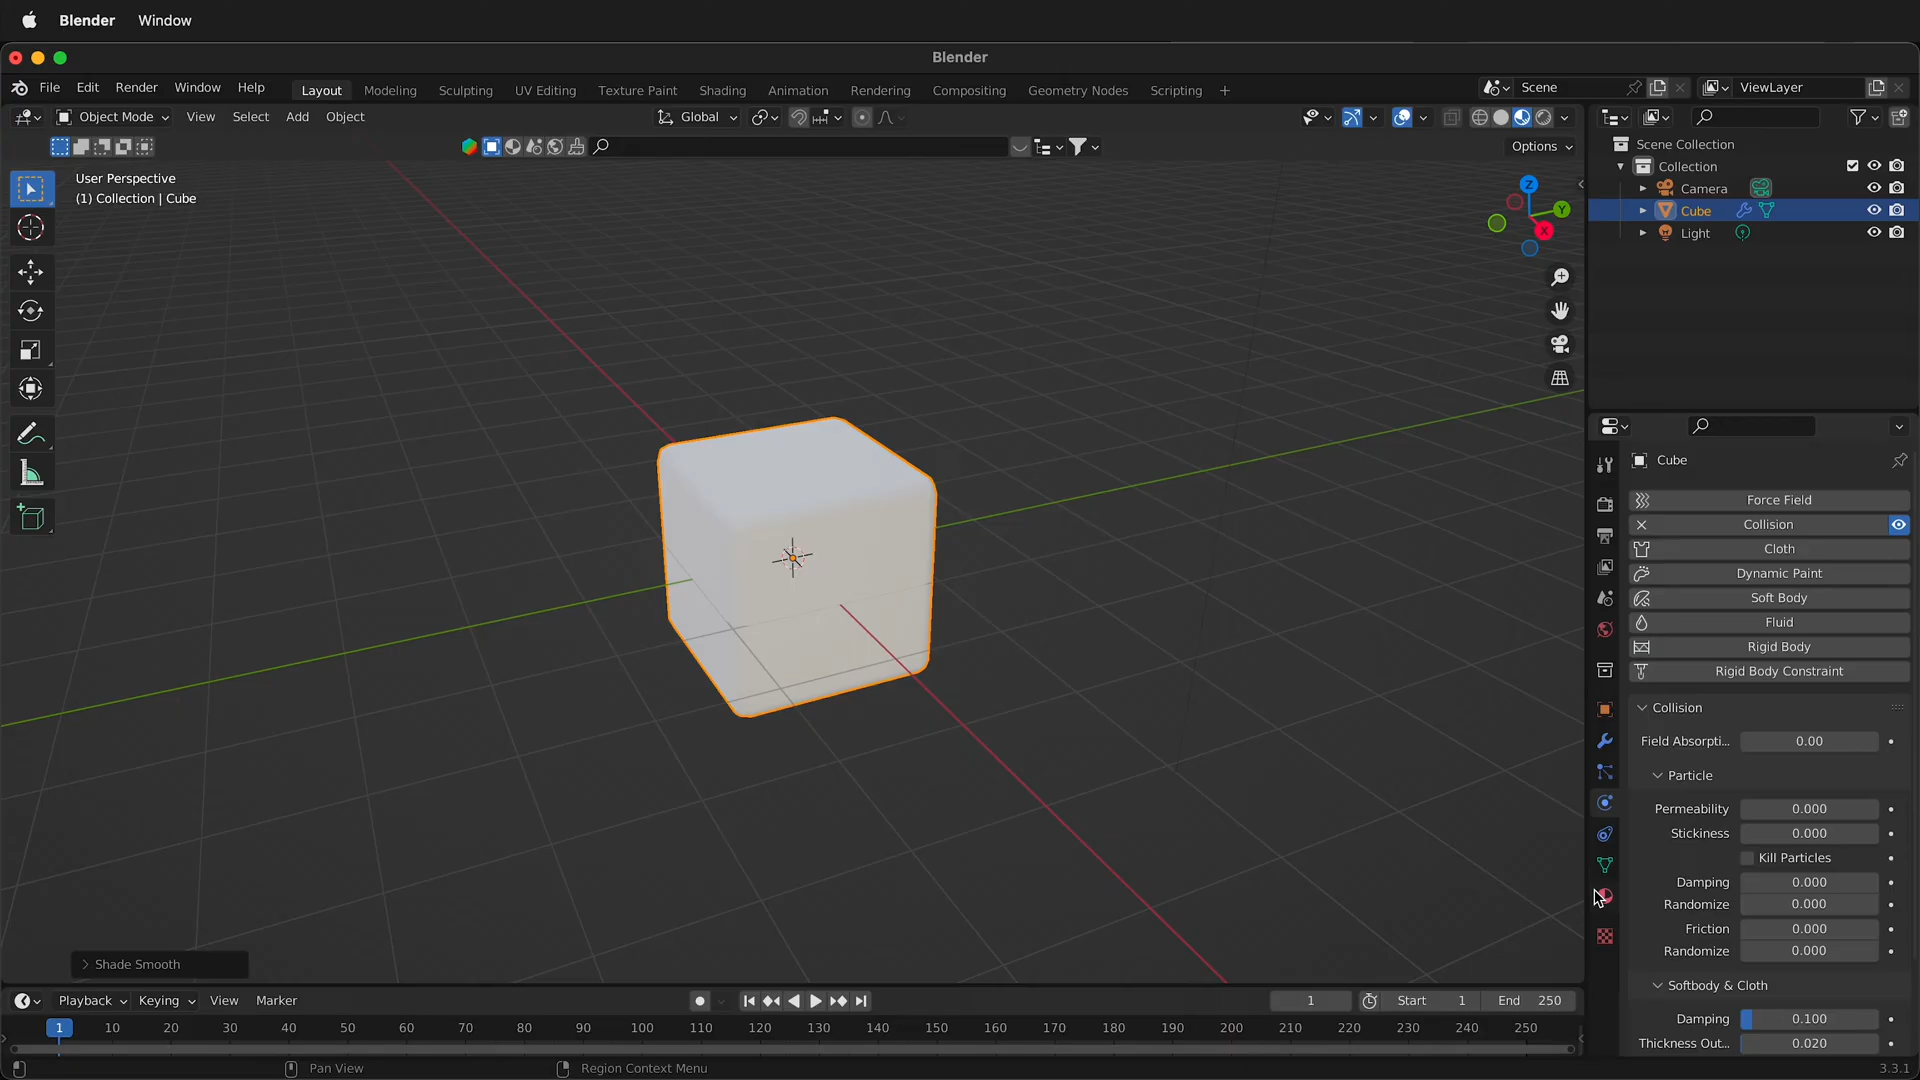 Blender Window
Blender
File Edit Render Window Help Layout Modeling Sculpting UV Editing Texture Paint Shading Animation Rendering Compositing Geometry Nodes Scripting + Scene ViewLayer
Object Mode View Select Add Object Global
Options
User Perspective
(1) Collection | Cube
Z
Y
X
Scene Collection
Collection
Camera
Cube
Light
Cube
Force Field
Collision
Cloth
Dynamic Paint
Soft Body
Fluid
Rigid Body
Rigid Body Constraint
Collision
Field Absorpti... 0.00
Particle
Permeability 0.000
Stickiness 0.000
Kill Particles
Damping 0.000
Randomize 0.000
Friction 0.000
Randomize 0.000
Softbody & Cloth
Damping 0.100
Thickness Out... 0.020
Shade Smooth
Playback Keying View Marker 1 Start 1 End 250
1 10 20 30 40 50 60 70 80 90 100 110 120 130 140 150 160 170 180 190 200 210 220 230 240 250
Pan View Region Context Menu 3.3.1